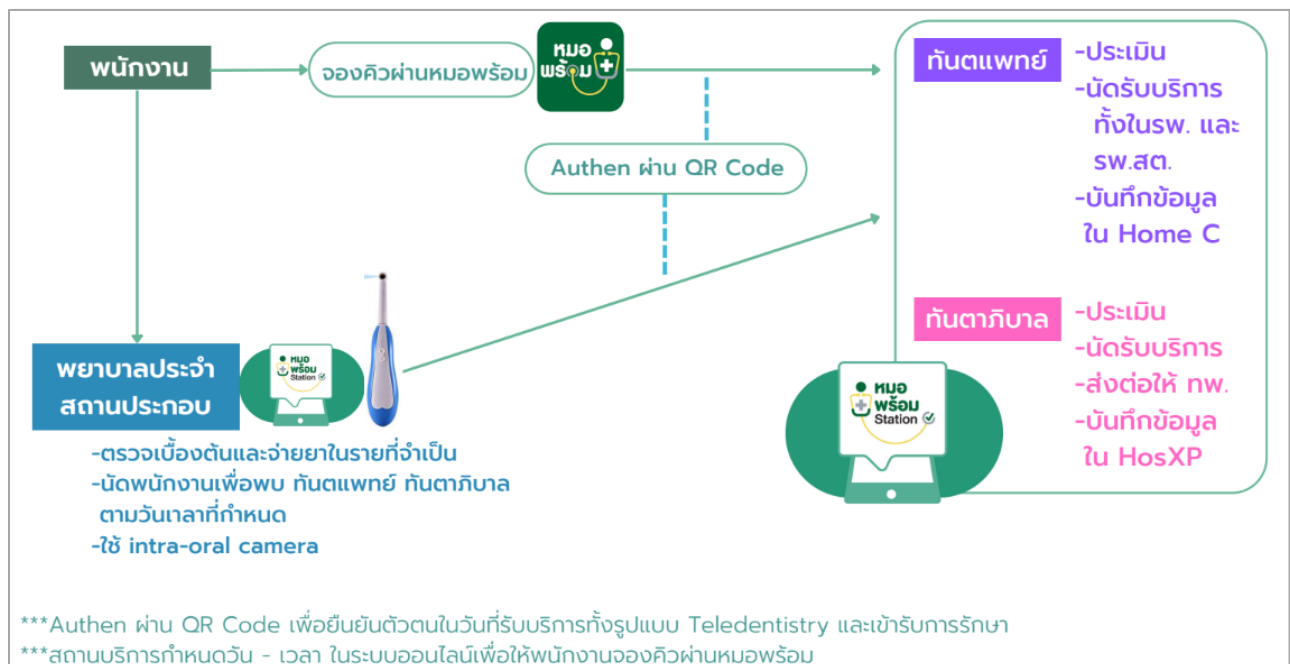 พนักงาน
จองคิวผ่านหมอพร้อม
หมอ
พร้อม
Authen ผ่าน QR Code
ทันตแพทย์
-ประเมิน
-นัดรับบริการ
ทั้งในรพ. และ
รพ.สต.
-บันทึกข้อมูล
ใน Home C
พยาบาลประจำ
สถานประกอบ
หมอ
พร้อม
Station
-ตรวจเบื้องต้นและจ่ายยาในรายที่จำเป็น
-นัดพนักงานเพื่อพบ ทันตแพทย์ ทันตาภิบาล
ตามวันเาลาที่กำหนด
-ใช้ intra-oral camera
ทันตาภิบาล
-ประเมิน
-นัดรับบริการ
-ส่งต่อให้ ทพ.
-บันทึกข้อมูล
ใน HosXP
หมอ
พร้อม
Station
***Authen ผ่าน QR Code เพื่อยืนยันตัวตนในวันที่รับบริการทั้งรูปแบบ Teledentistry และเข้ารับการรักษา
***สถานบริการกำหนดวัน - เวลา ในระบบออนไลน์เพื่อให้พนักงานจองคิวผ่านหมอพร้อม